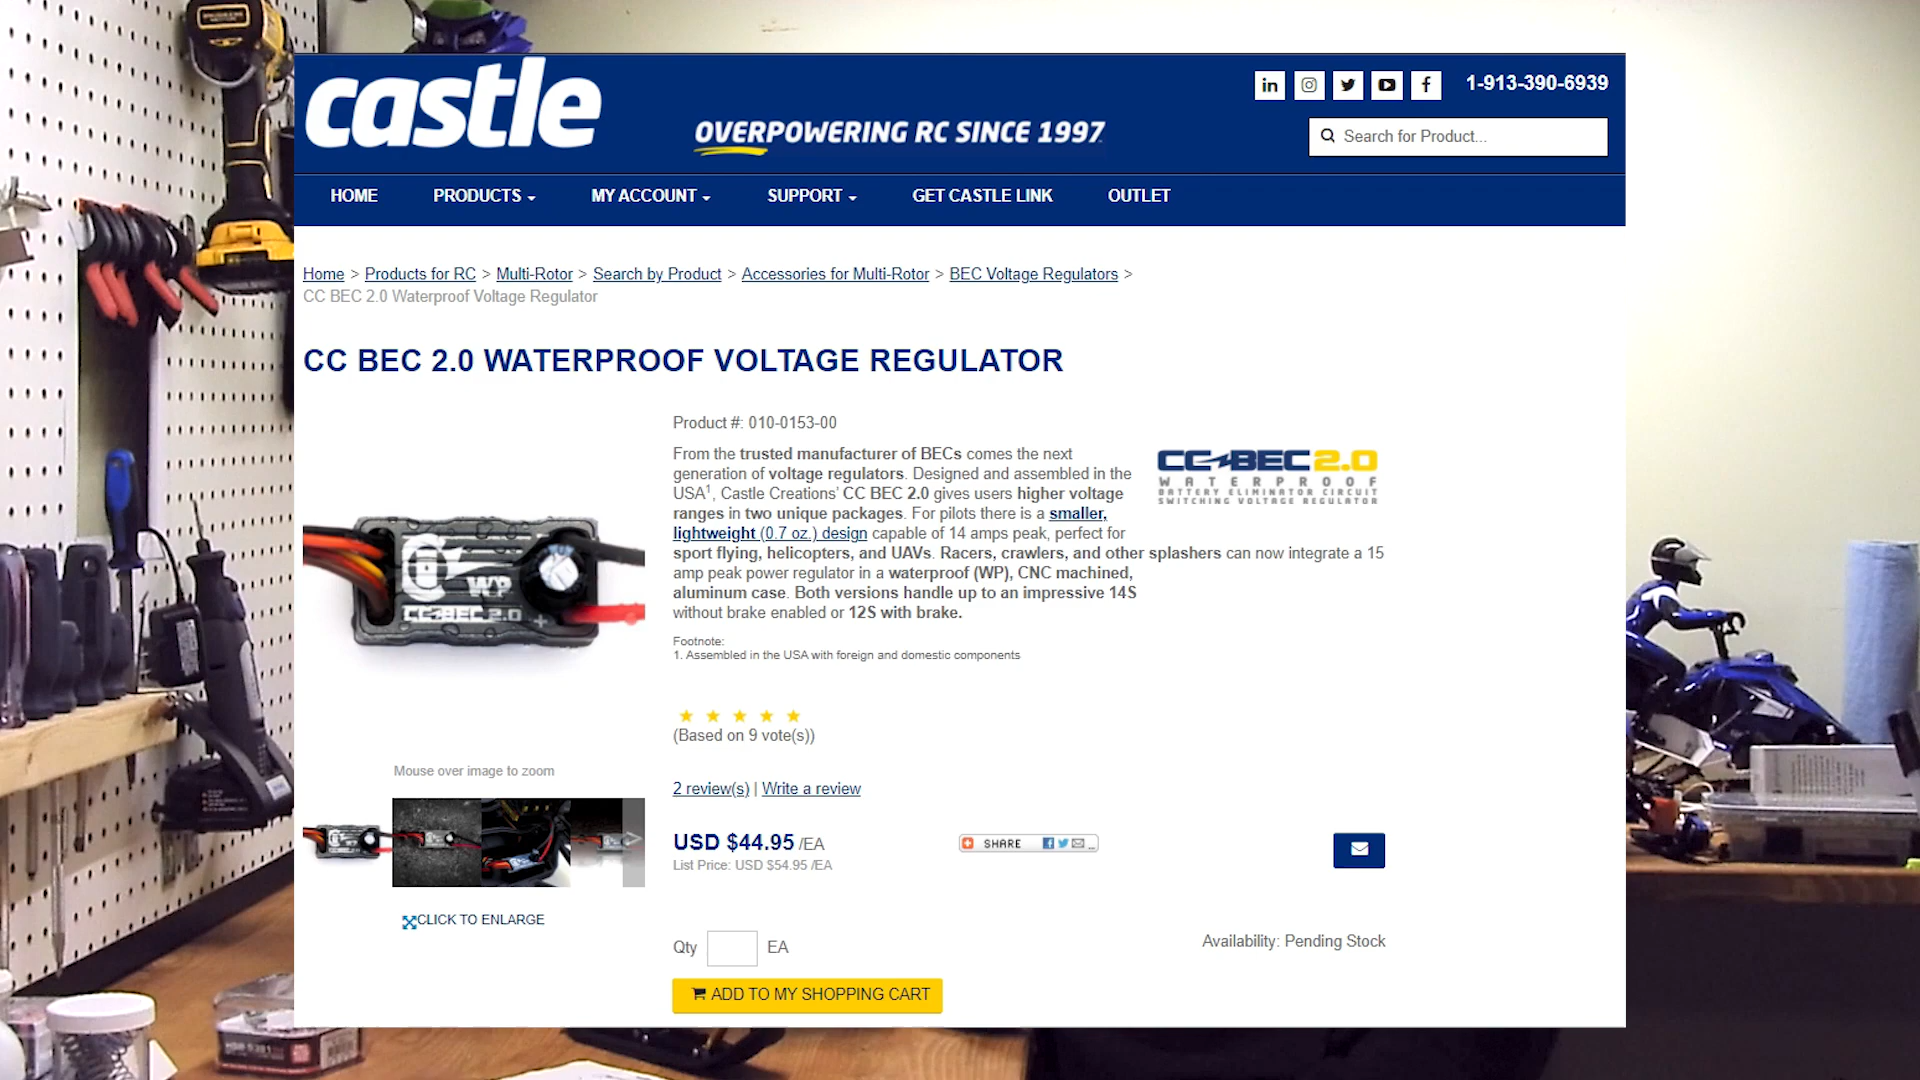 castle
OVERPOWERING RC SINCE 1997
1-913-390-6939
Search for Product...
HOME PRODUCTS MY ACCOUNT SUPPORT GET CASTLE LINK OUTLET
Home > Products for RC > Multi-Rotor > Search by Product > Accessories for Multi-Rotor > BEC Voltage Regulators >
CC BEC 2.0 Waterproof Voltage Regulator
CC BEC 2.0 WATERPROOF VOLTAGE REGULATOR
Product #: 010-0153-00
From the trusted manufacturer of BECs comes the next
generation of voltage regulators. Designed and assembled in the
USA1, Castle Creations' CC BEC 2.0 gives users higher voltage
ranges in two unique packages. For pilots there is a smaller,
lightweight (0.7 oz.) design capable of 14 amps peak, perfect for
sport flying, helicopters, and UAVs. Racers, crawlers, and other splashers can now integrate a 15
amp peak power regulator in a waterproof (WP), CNC machined,
aluminum case. Both versions handle up to an impressive 14S
without brake enabled or 12S with brake.
CC BEC 2.0
WATERPROOF
BATTERY ELIMINATOR CIRCUIT
SWITCHING VOLTAGE REGULATOR
Footnote:
1. Assembled in the USA with foreign and domestic components
WP
CC BEC 2.0
(Based on 9 vote(s))
Mouse over image to zoom
2 review(s) | Write a review
USD $44.95 /EA
SHARE
List Price: USD $54.95 /EA
CLICK TO ENLARGE
Qty EA
Availability: Pending Stock
ADD TO MY SHOPPING CART